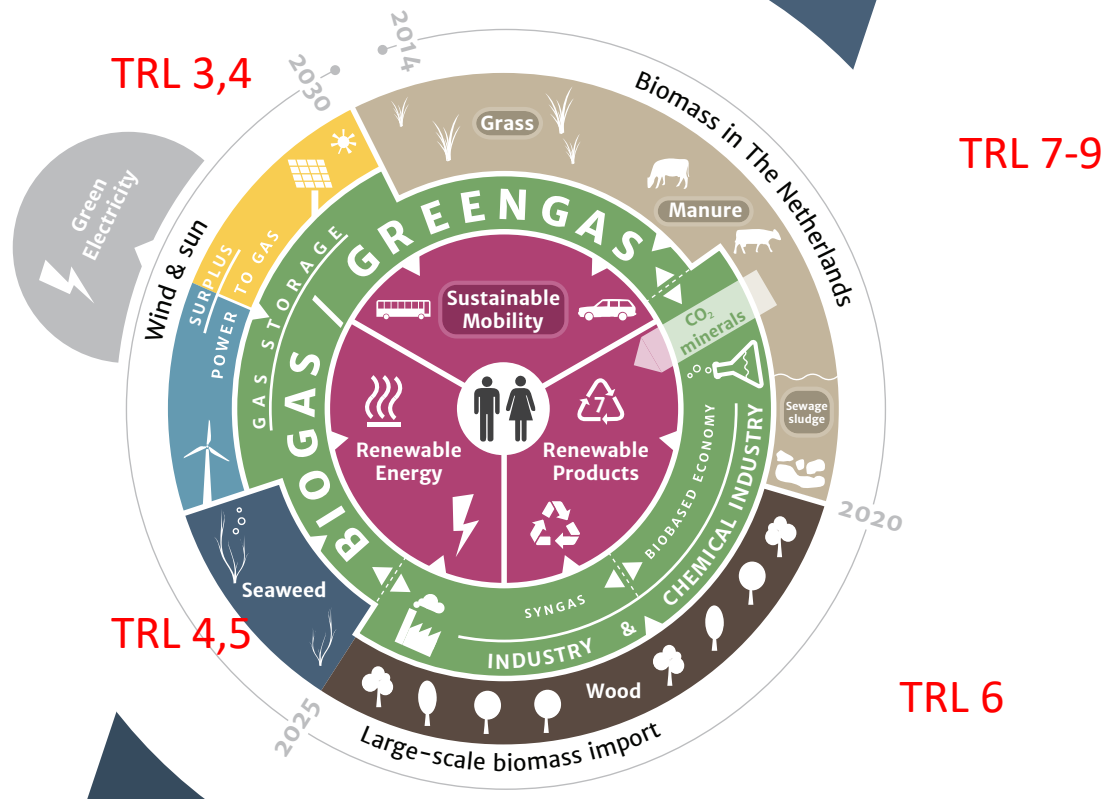 TRL 3,4
2014
2030
Biomass in The Netherlands
TRL 7-9
Grass
Manure
Green
Electricity
Wind & sun
SURPLUS
TO GAS
POWER
GAS STORAGE
BIOGAS / GREENGAS
Sustainable
Mobility
CO₂
minerals
7
Renewable
Energy
Renewable
Products
Sewage
sludge
BIOBASED ECONOMY
CHEMICAL INDUSTRY
2020
Seaweed
SYNGAS
INDUSTRY &
TRL 4,5
Wood
TRL 6
2025
Large-scale biomass import